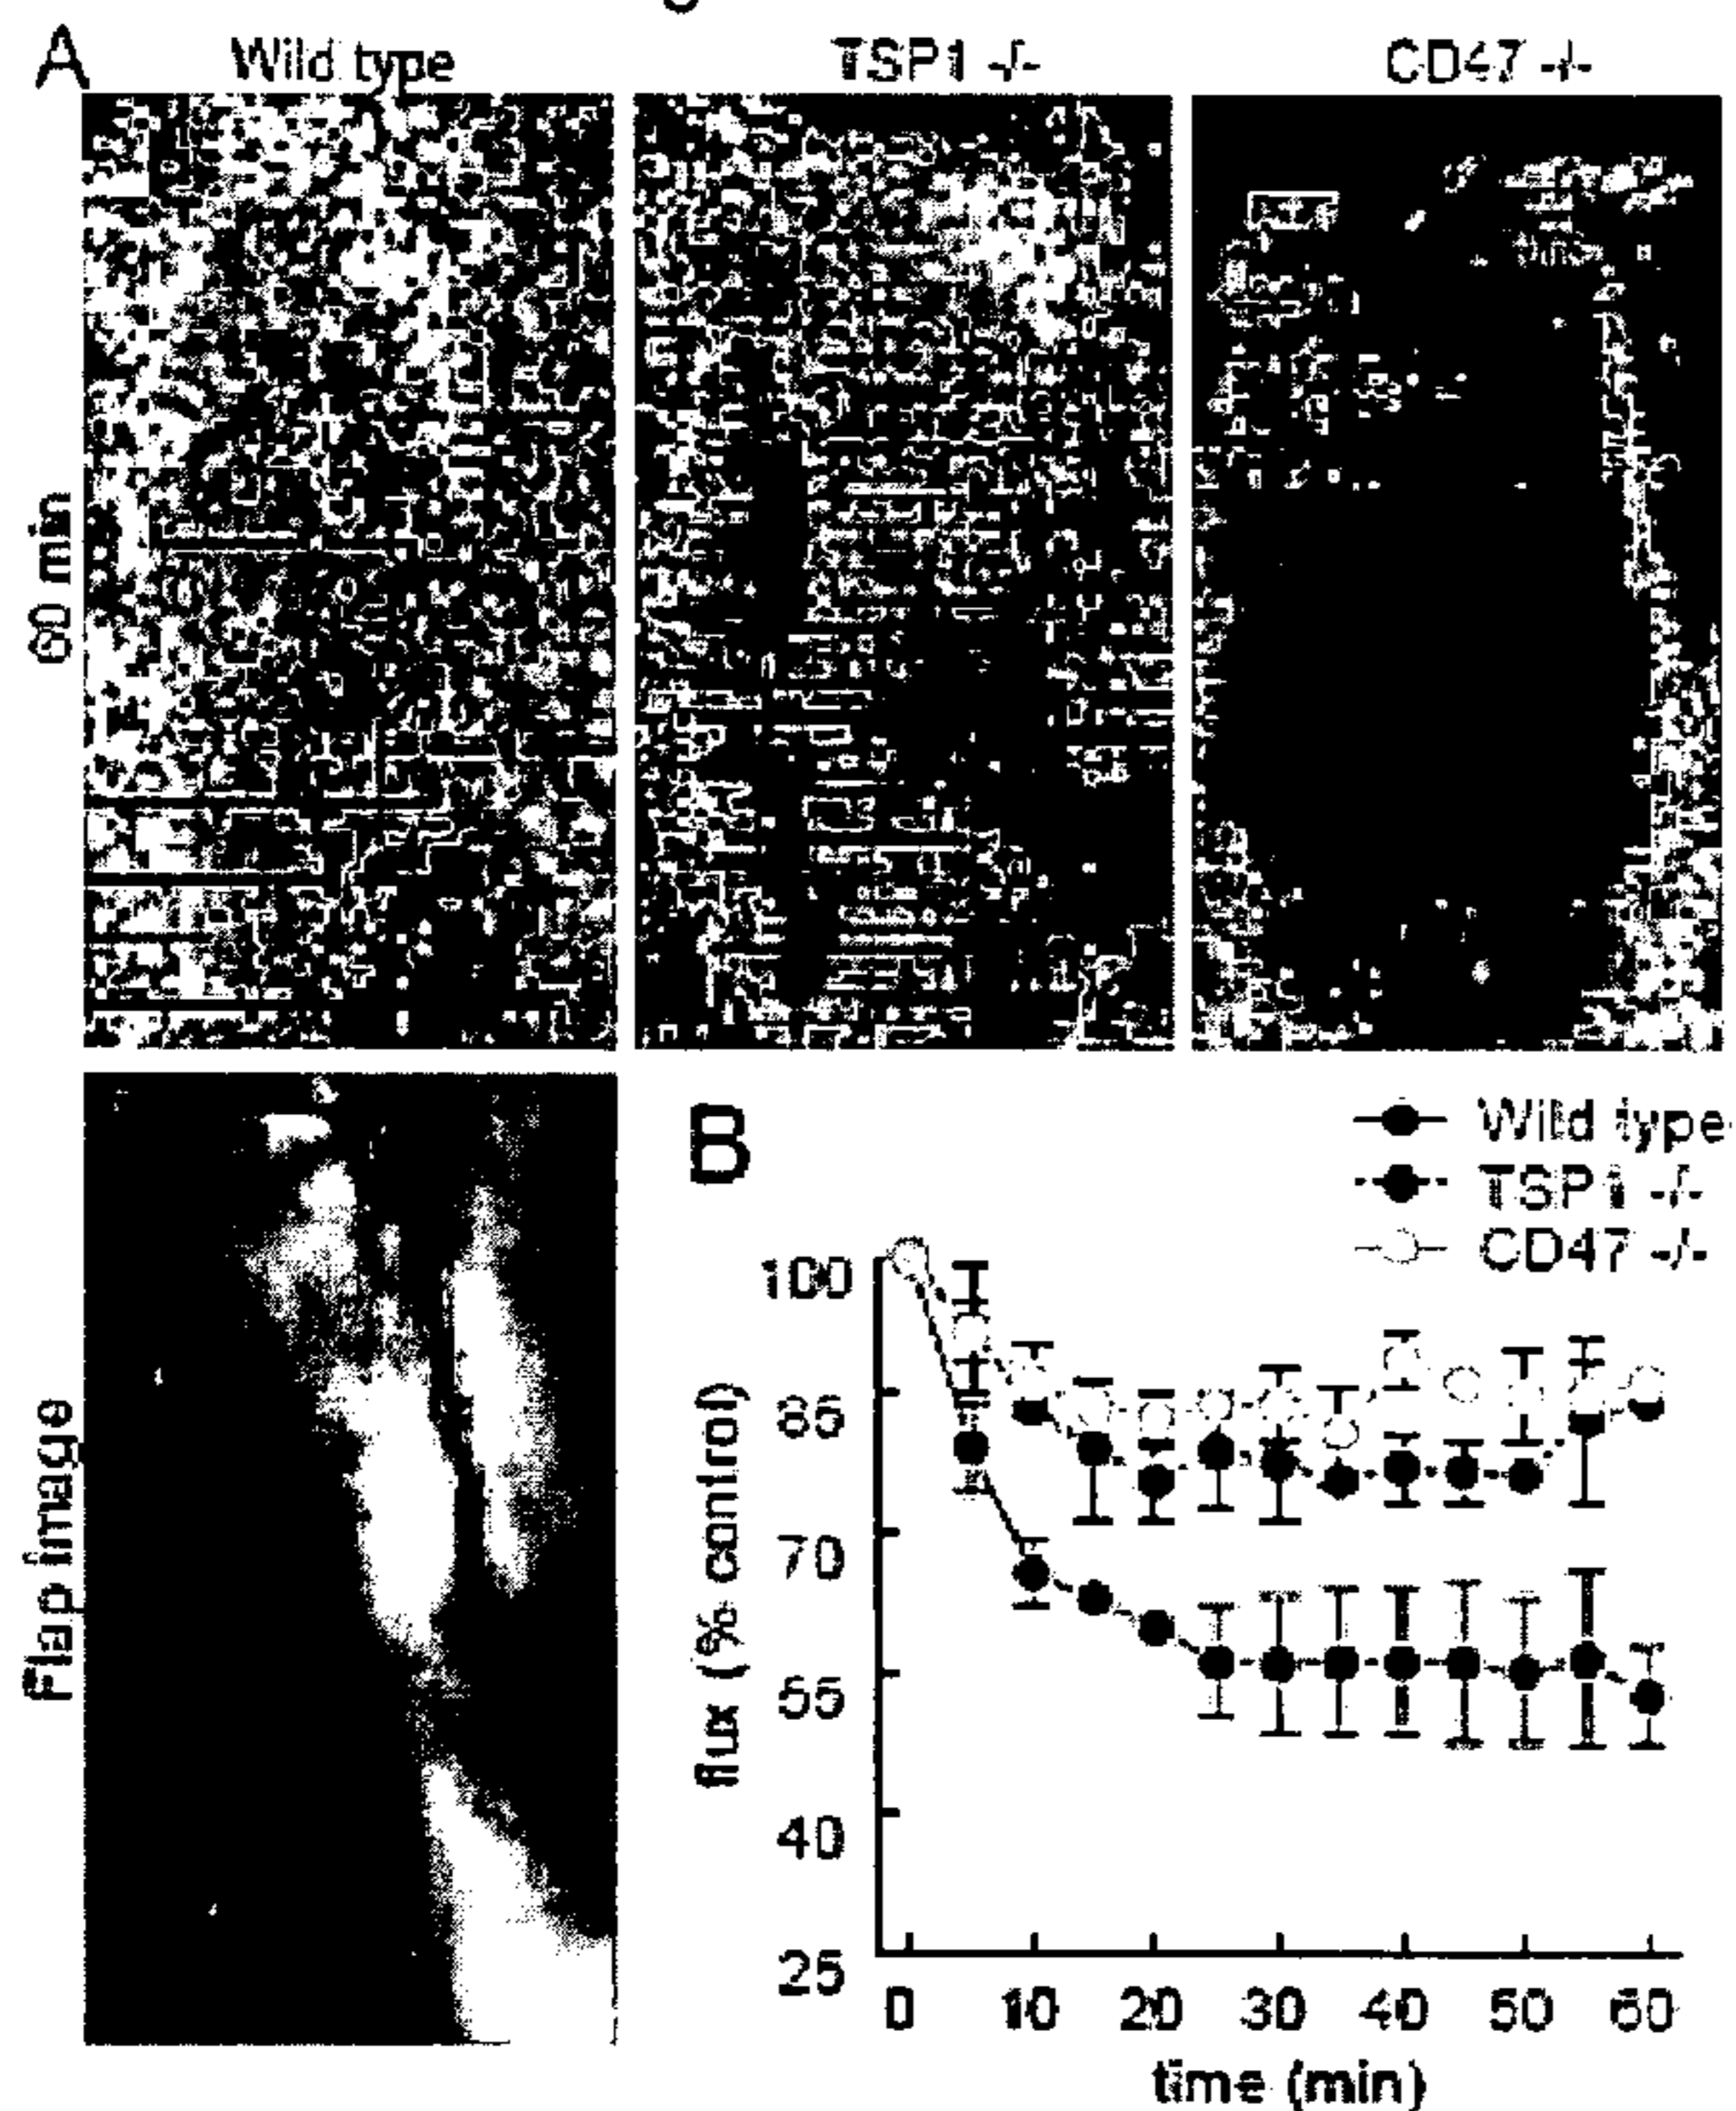 A
Wild type
TSP1 -/-
CD47 -/-
60 min
Flap image
B
Wild type
TSP1 -/-
CD47 -/-
flux (% control)
100
85
70
55
40
25
0 10 20 30 40 50 60
time (min)